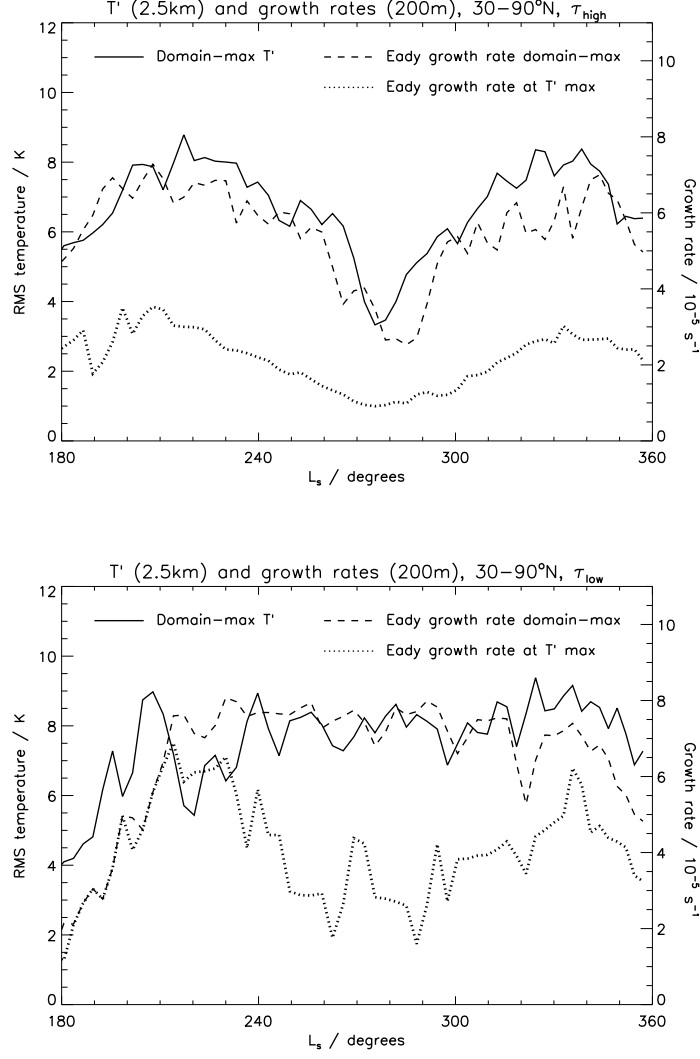 T' (2.5km) and growth rates (200m), 30−90°N, τhigh
Domain−max T'
Eady growth rate domain−max
Eady growth rate at T' max
12
10
8
6
4
2
0
RMS temperature / K
10
8
6
4
2
0
Growth rate / 10⁻⁵ s⁻¹
180 240 300 360
Ls / degrees
T' (2.5km) and growth rates (200m), 30−90°N, τlow
Domain−max T'
Eady growth rate domain−max
Eady growth rate at T' max
12
10
8
6
4
2
0
RMS temperature / K
10
8
6
4
2
0
Growth rate / 10⁻⁵ s⁻¹
180 240 300 360
Ls / degrees